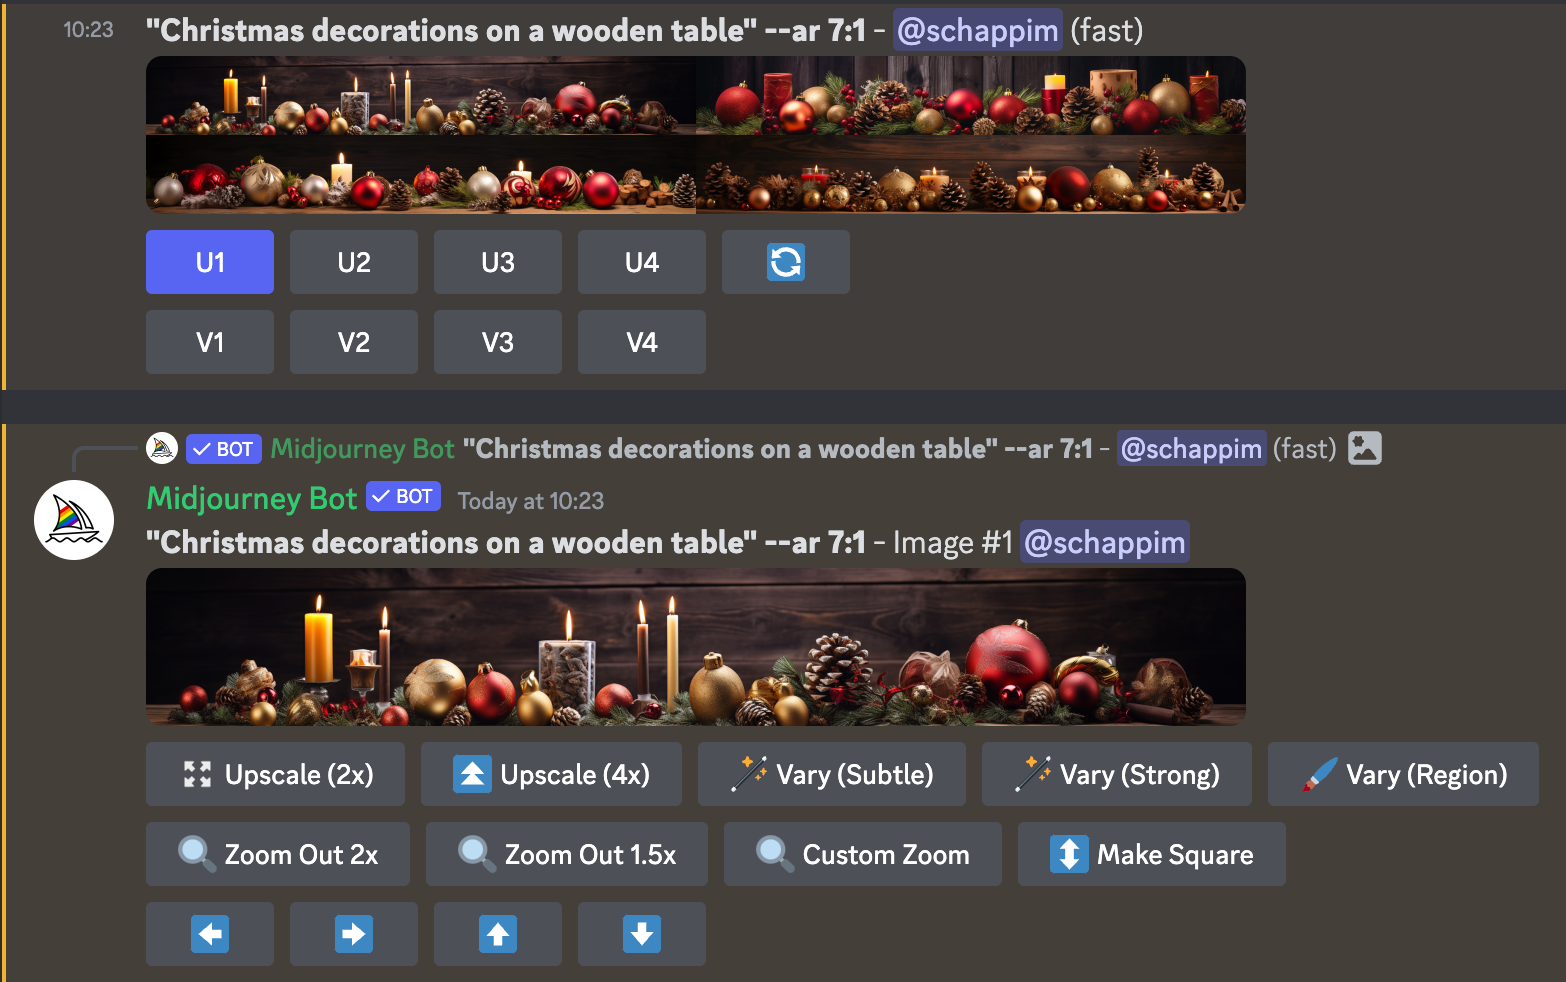 10:23 "Christmas decorations on a wooden table" --ar 7:1 - @schappim (fast)
U1 U2 U3 U4
V1 V2 V3 V4
✓ BOT Midjourney Bot "Christmas decorations on a wooden table" --ar 7:1 - @schappim (fast)
Midjourney Bot ✓ BOT Today at 10:23
"Christmas decorations on a wooden table" --ar 7:1 - Image #1 @schappim
Upscale (2x) Upscale (4x) Vary (Subtle) Vary (Strong) Vary (Region)
Zoom Out 2x Zoom Out 1.5x Custom Zoom Make Square